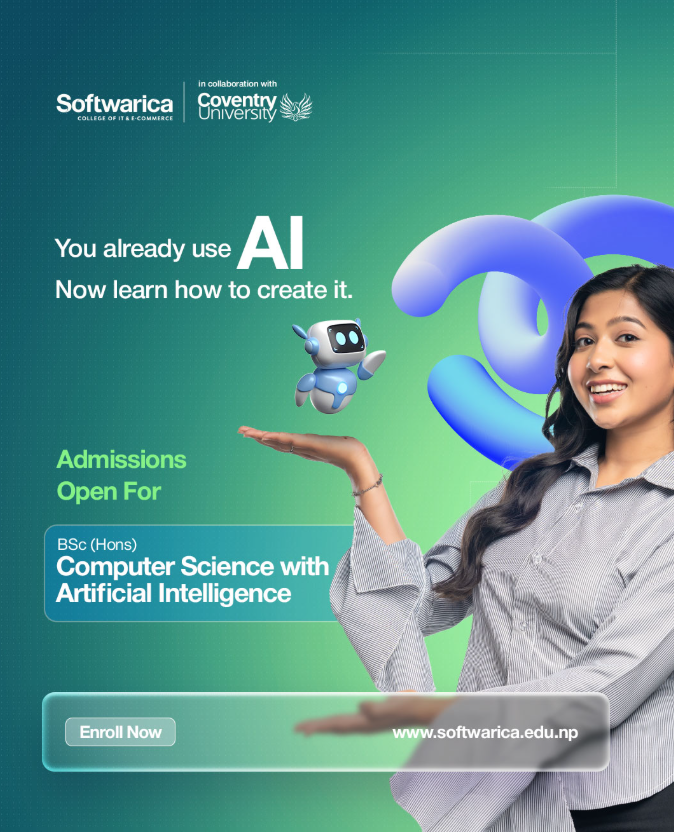 Softwarica
COLLEGE OF IT & E-COMMERCE
in collaboration with
Coventry
University
You already use AI
Now learn how to create it.
Admissions
Open For
BSc (Hons)
Computer Science with
Artificial Intelligence
Enroll Now
www.softwarica.edu.np